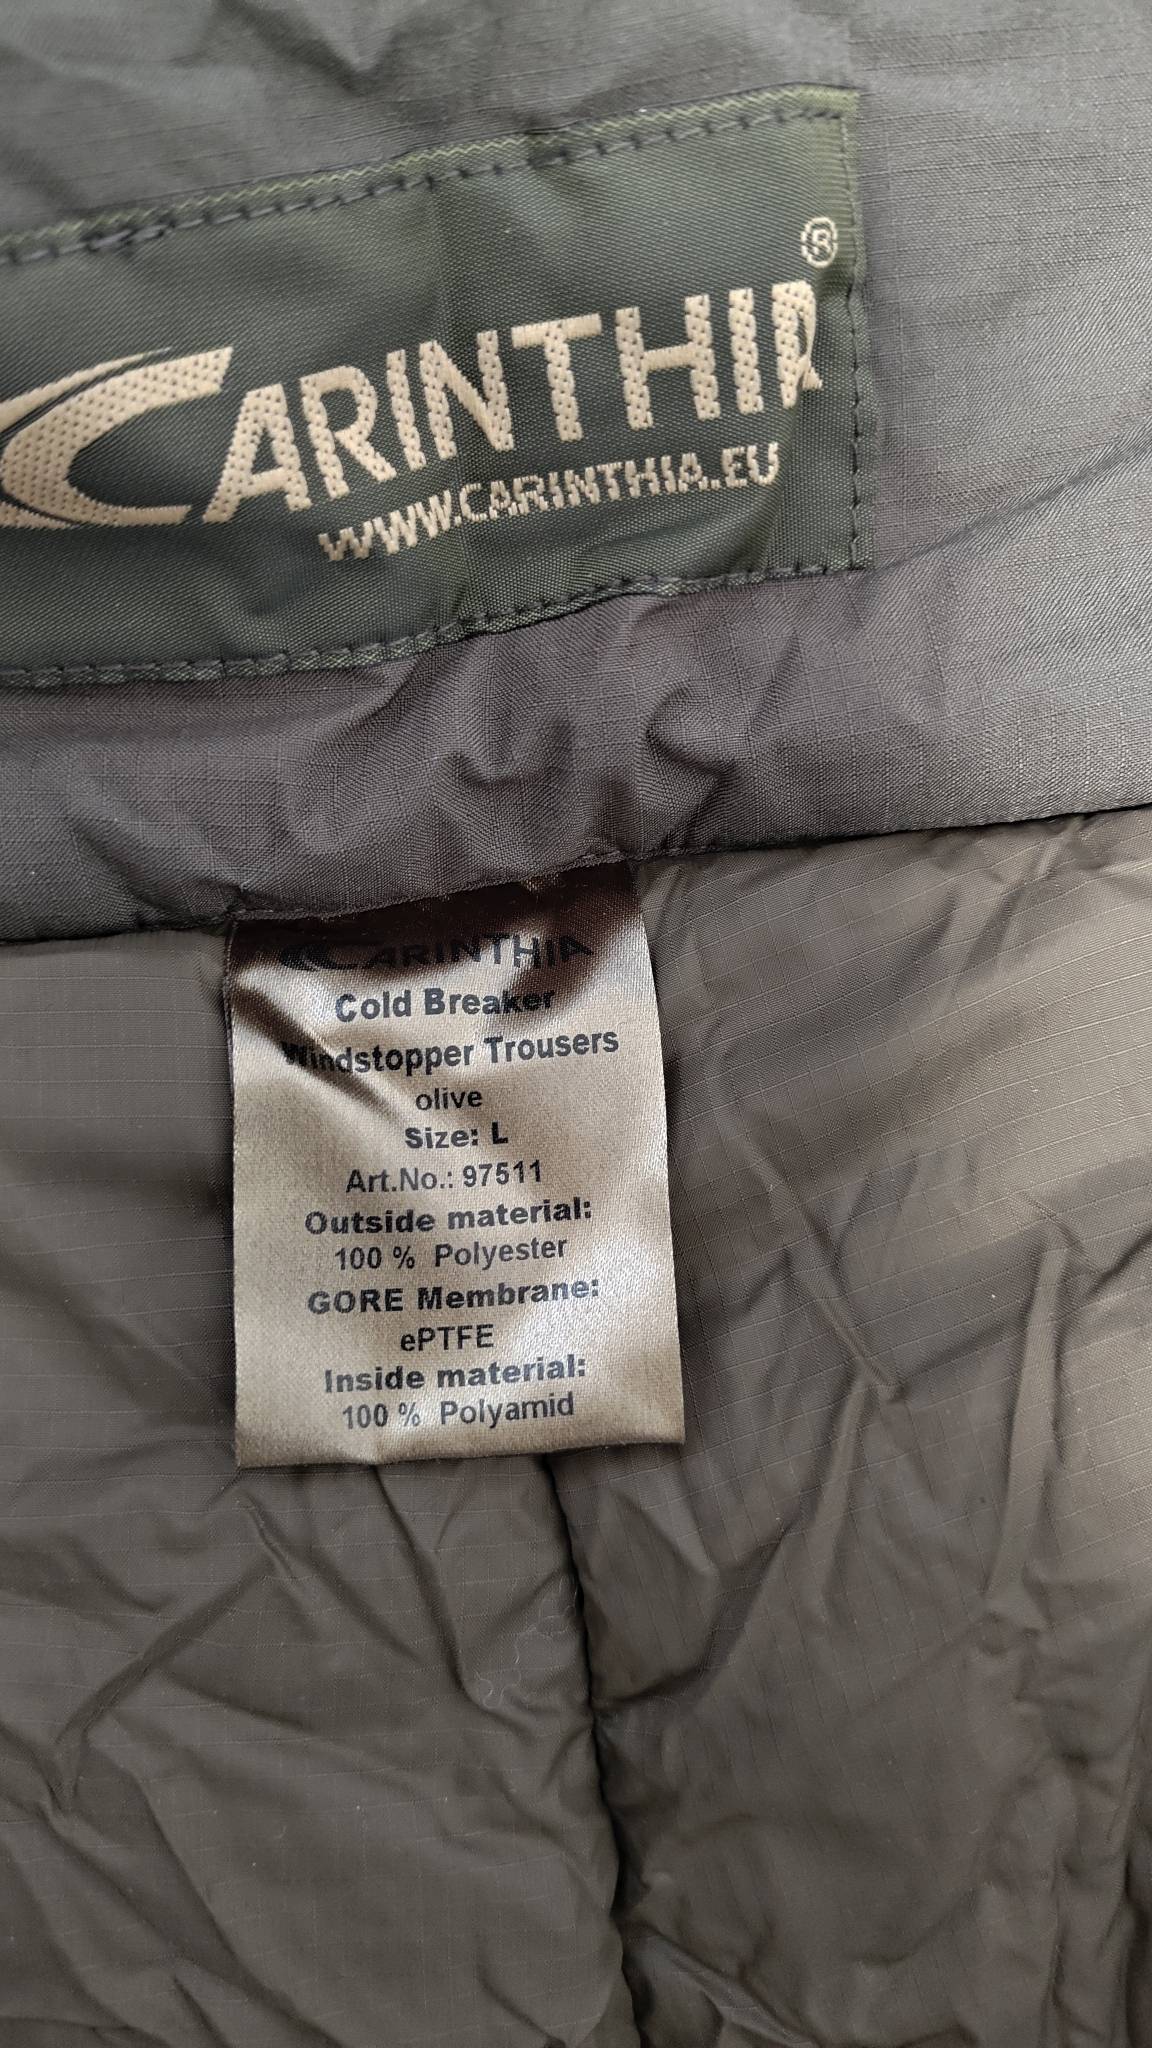 CARINTHIA®
WWW.CARINTHIA.EU
CARINTHIA
Cold Breaker
Windstopper Trousers
olive
Size: L
Art.No.: 97511
Outside material:
100 % Polyester
GORE Membrane:
ePTFE
Inside material:
100 % Polyamid